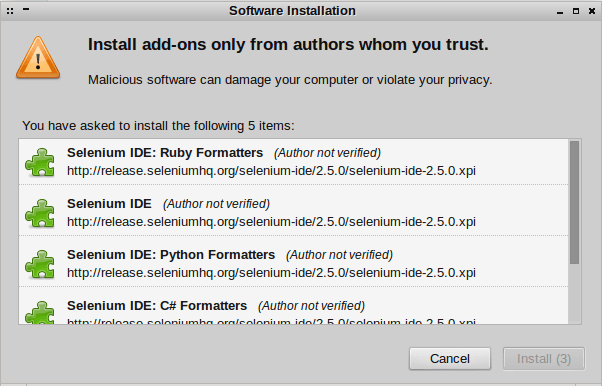 Software Installation
Install add-ons only from authors whom you trust.
Malicious software can damage your computer or violate your privacy.
You have asked to install the following 5 items:
Selenium IDE: Ruby Formatters (Author not verified)
http://release.seleniumhq.org/selenium-ide/2.5.0/selenium-ide-2.5.0.xpi
Selenium IDE (Author not verified)
http://release.seleniumhq.org/selenium-ide/2.5.0/selenium-ide-2.5.0.xpi
Selenium IDE: Python Formatters (Author not verified)
http://release.seleniumhq.org/selenium-ide/2.5.0/selenium-ide-2.5.0.xpi
Selenium IDE: C# Formatters (Author not verified)
http://release.seleniumhq.org/selenium-ide/2.5.0/selenium-ide-2.5.0.xpi
Cancel Install (3)